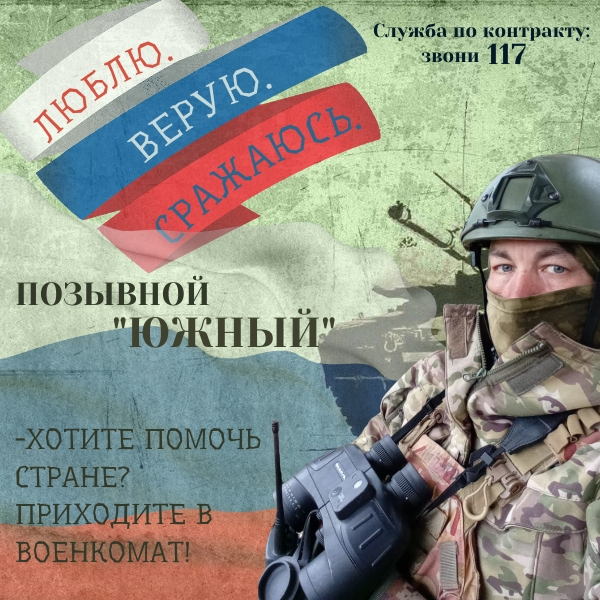 Служба по контракту:
звони 117
ЛЮБЛЮ.
ВЕРУЮ.
СРАЖАЮСЬ.
ПОЗЫВНОЙ
"ЮЖНЫЙ"
-ХОТИТЕ ПОМОЧЬ
СТРАНЕ?
ПРИХОДИТЕ В
ВОЕНКОМАТ!